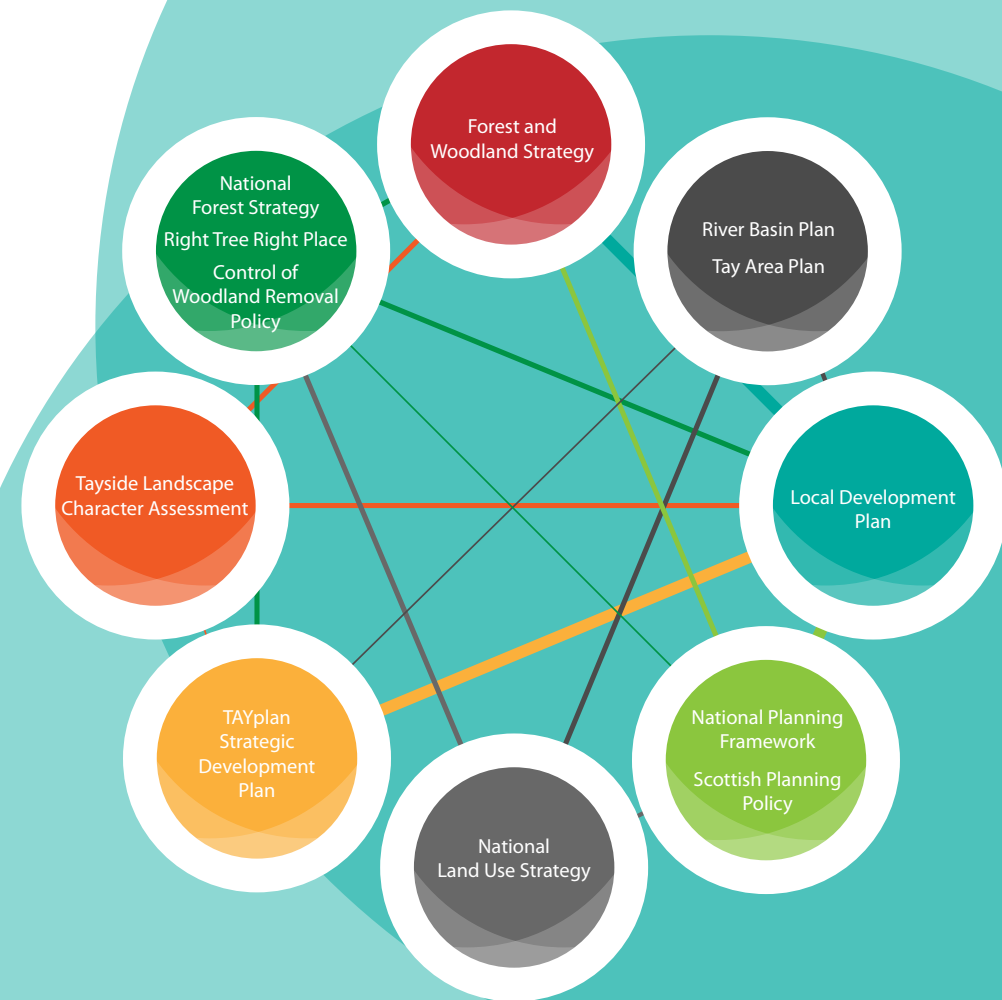 Forest and
Woodland Strategy
National
Forest Strategy
Right Tree Right Place
Control of
Woodland Removal
Policy
River Basin Plan
Tay Area Plan
Tayside Landscape
Character Assessment
Local Development
Plan
TAYplan
Strategic
Development
Plan
National Planning
Framework
Scottish Planning
Policy
National
Land Use Strategy